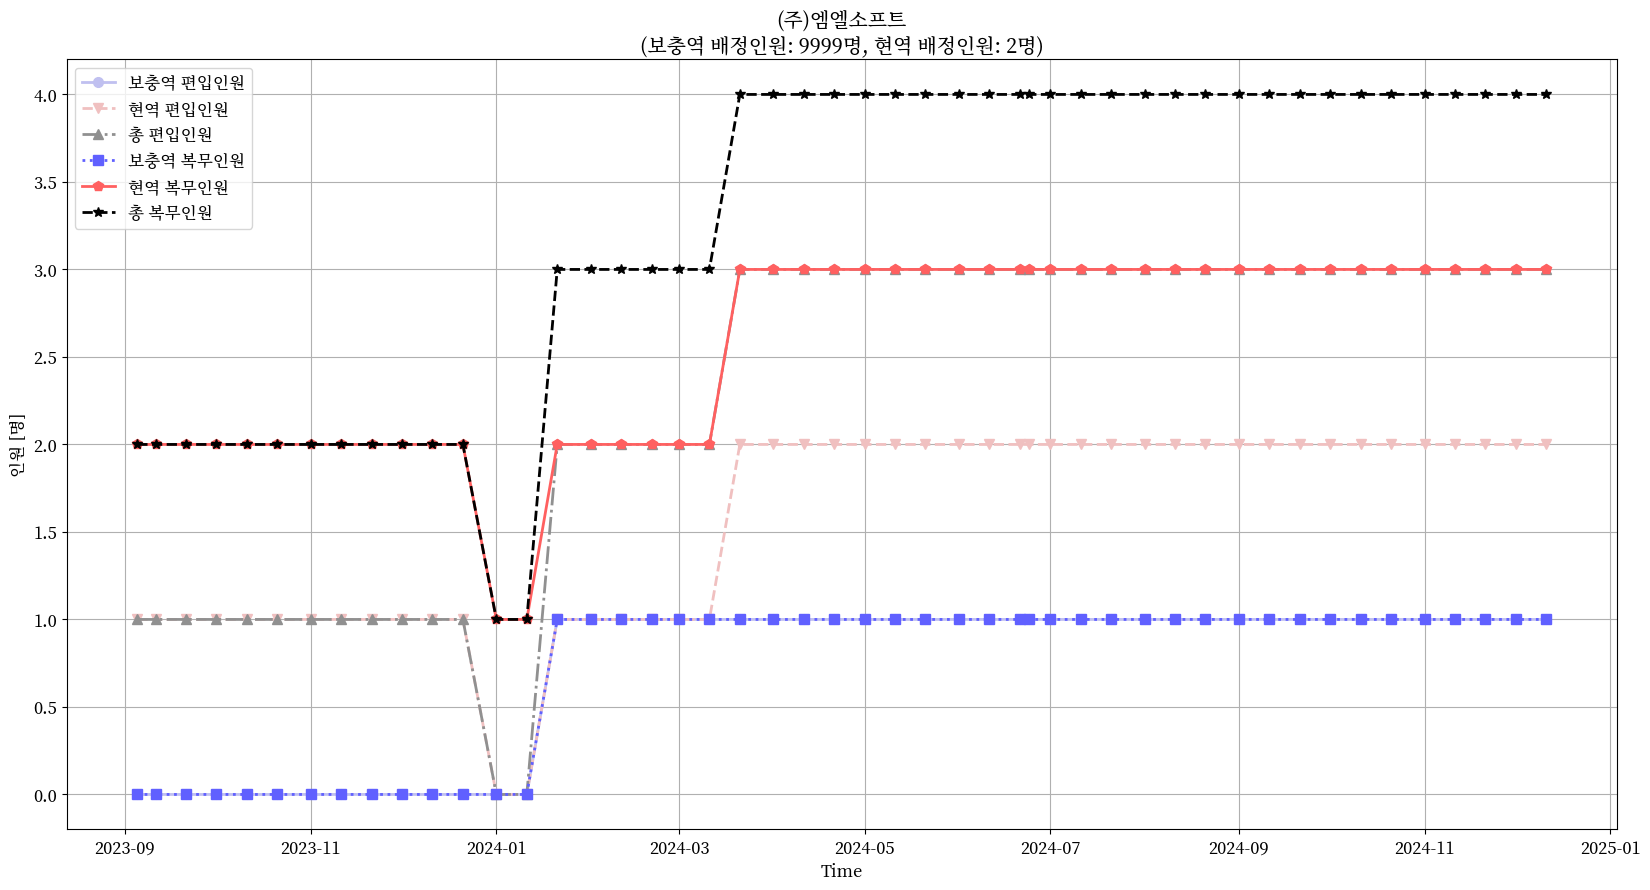 (주)엠엘소프트
(보충역 배정인원: 9999명, 현역 배정인원: 2명)
보충역 편입인원
현역 편입인원
총 편입인원
보충역 복무인원
현역 복무인원
총 복무인원
4.0
3.5
3.0
2.5
2.0
1.5
1.0
0.5
0.0
인원 [명]
2023-09
2023-11
2024-01
2024-03
2024-05
2024-07
2024-09
2024-11
2025-01
Time